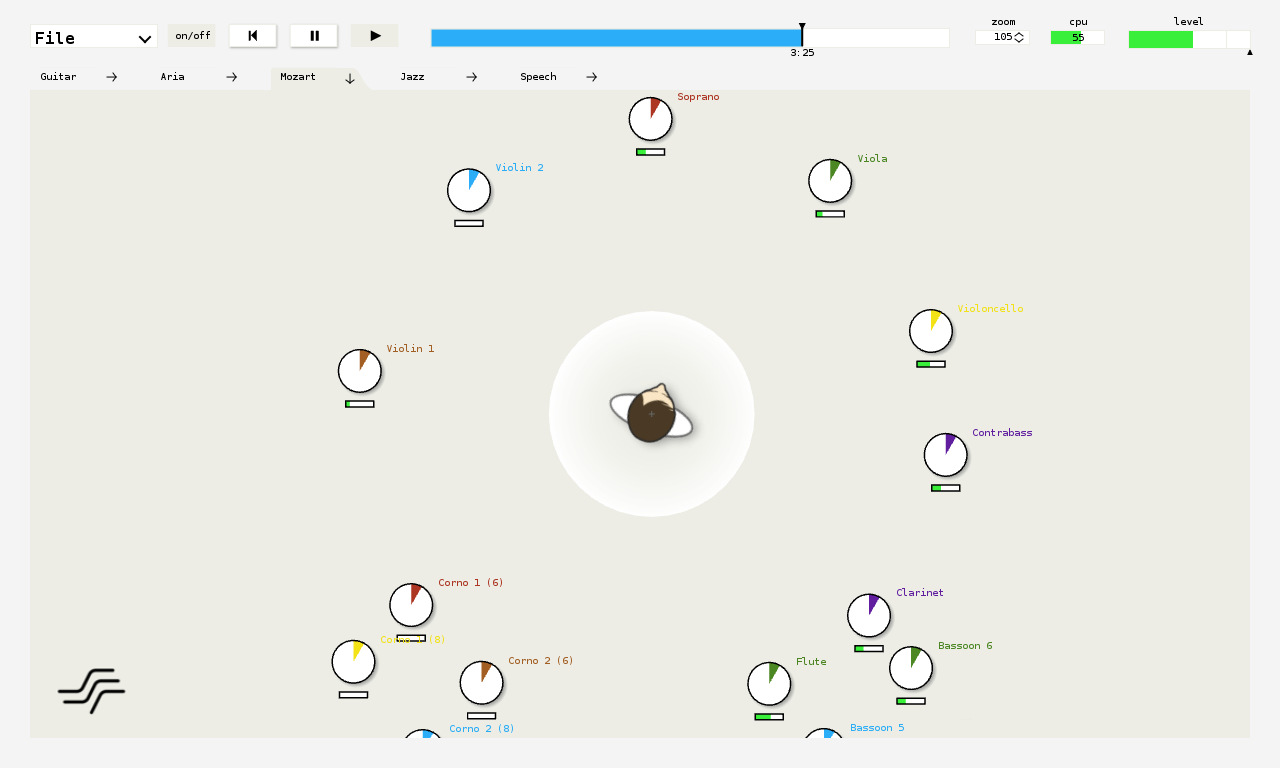 File
on/off
3:25
zoom
105
cpu
55
level
Guitar
Aria
Mozart
Jazz
Speech
Soprano
Violin 2
Viola
Violoncello
Violin 1
Contrabass
Corno 1 (6)
Clarinet
(8)
Bassoon 6
Corno 2 (6)
Flute
Corno 2 (8)
Bassoon 5